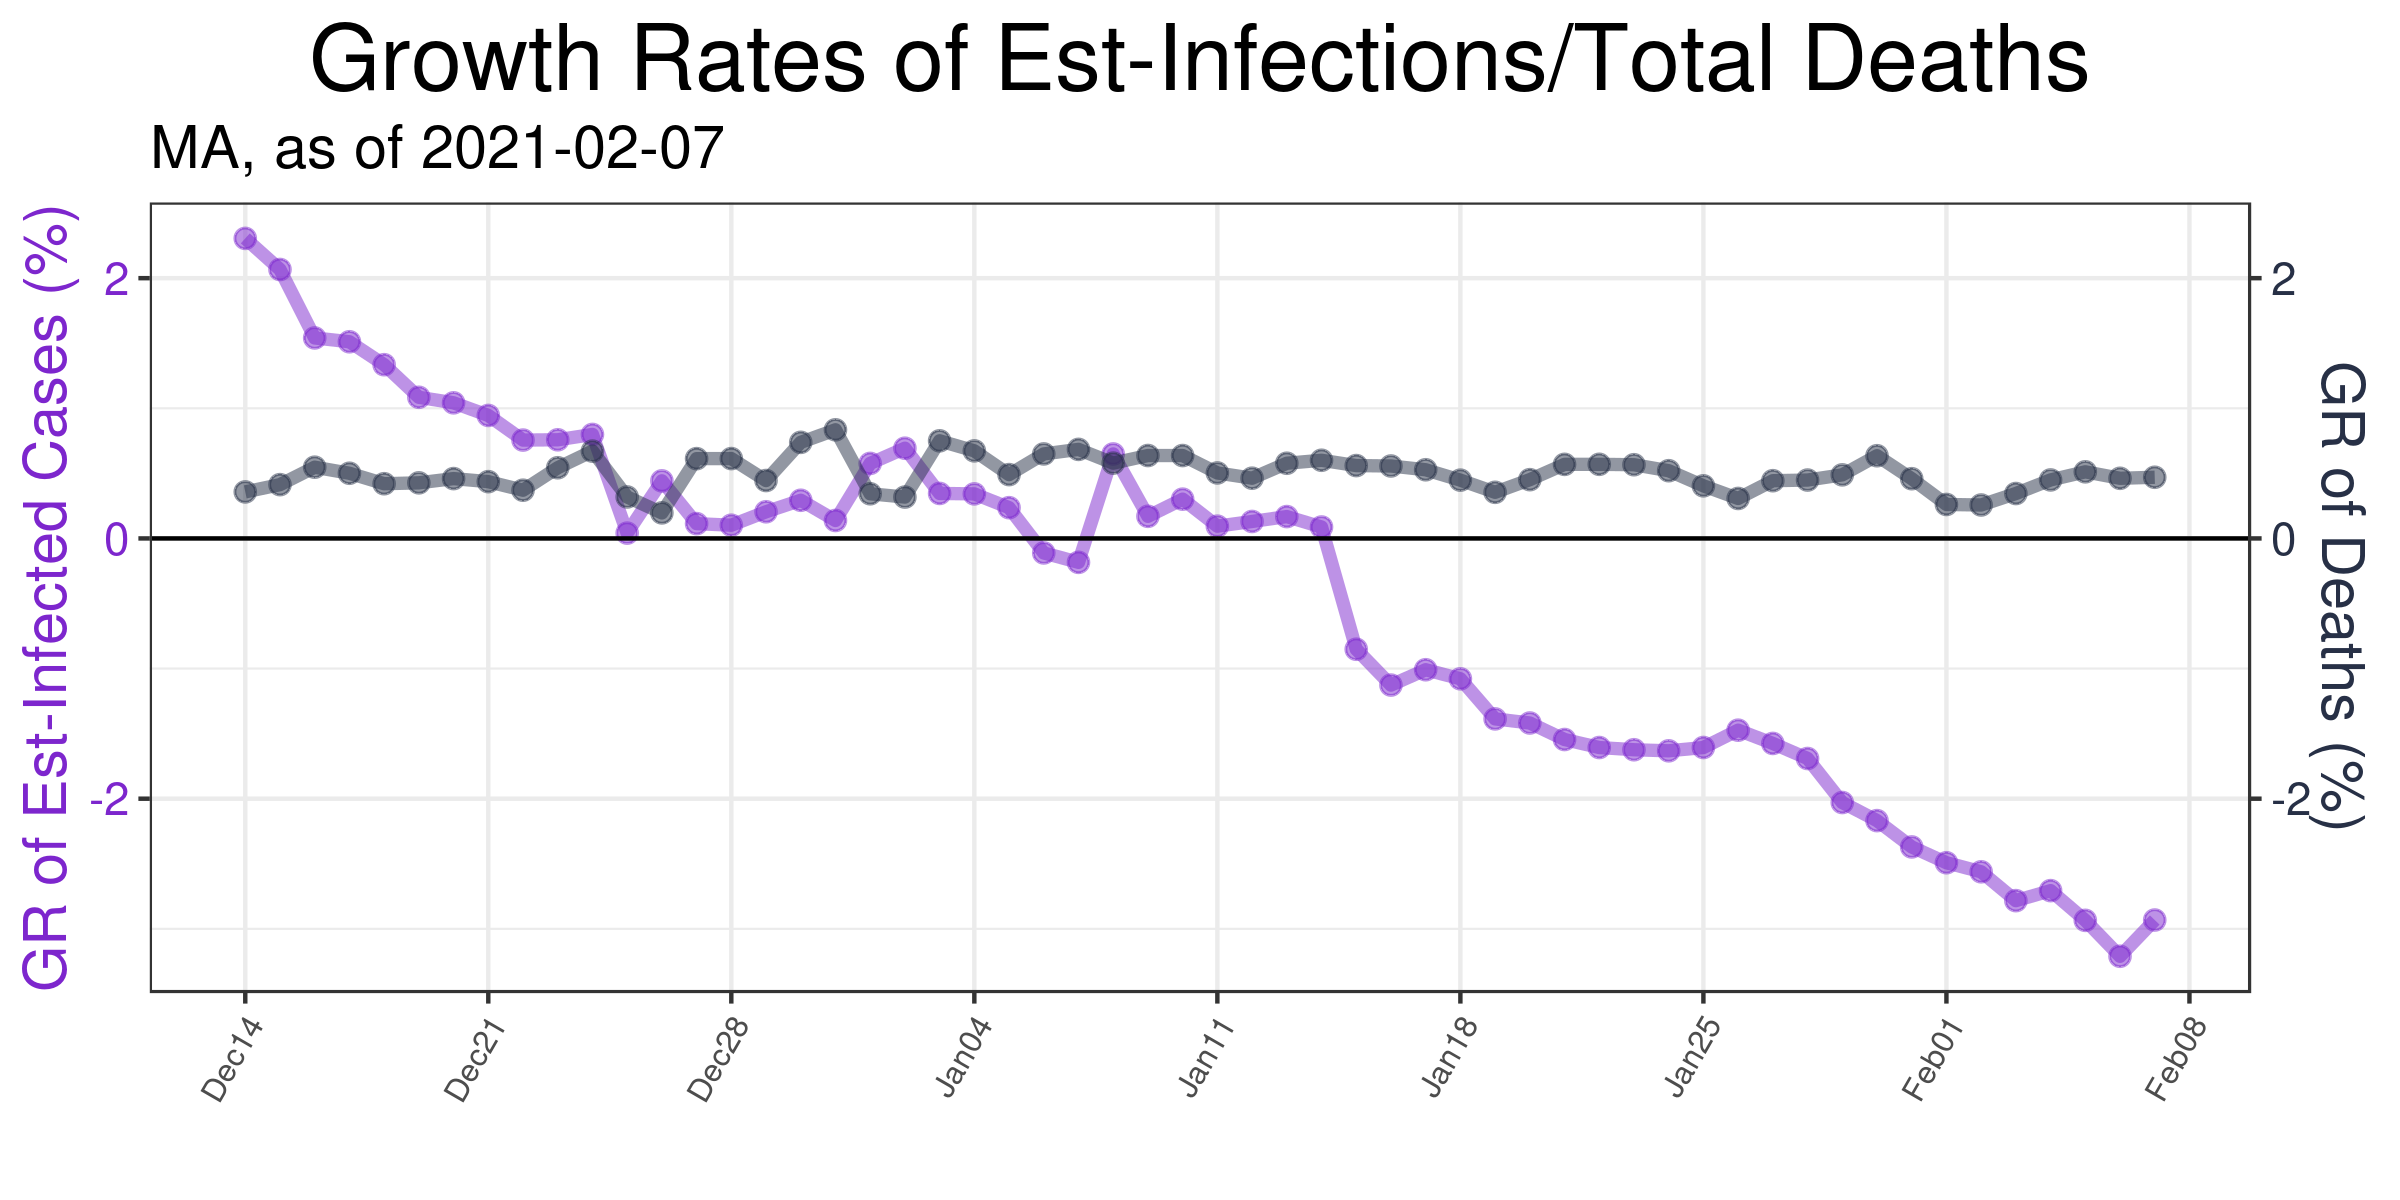 Growth Rates of Est-Infections/Total Deaths
MA, as of 2021-02-07
GR of Est-Infected Cases (%)
2
0
-2
2
0
-2
GR of Deaths (%)
Dec14
Dec21
Dec28
Jan04
Jan11
Jan18
Jan25
Feb01
Feb08